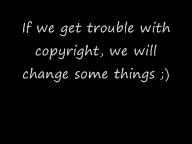 If we get trouble with
copyright, we will
change some things ;)